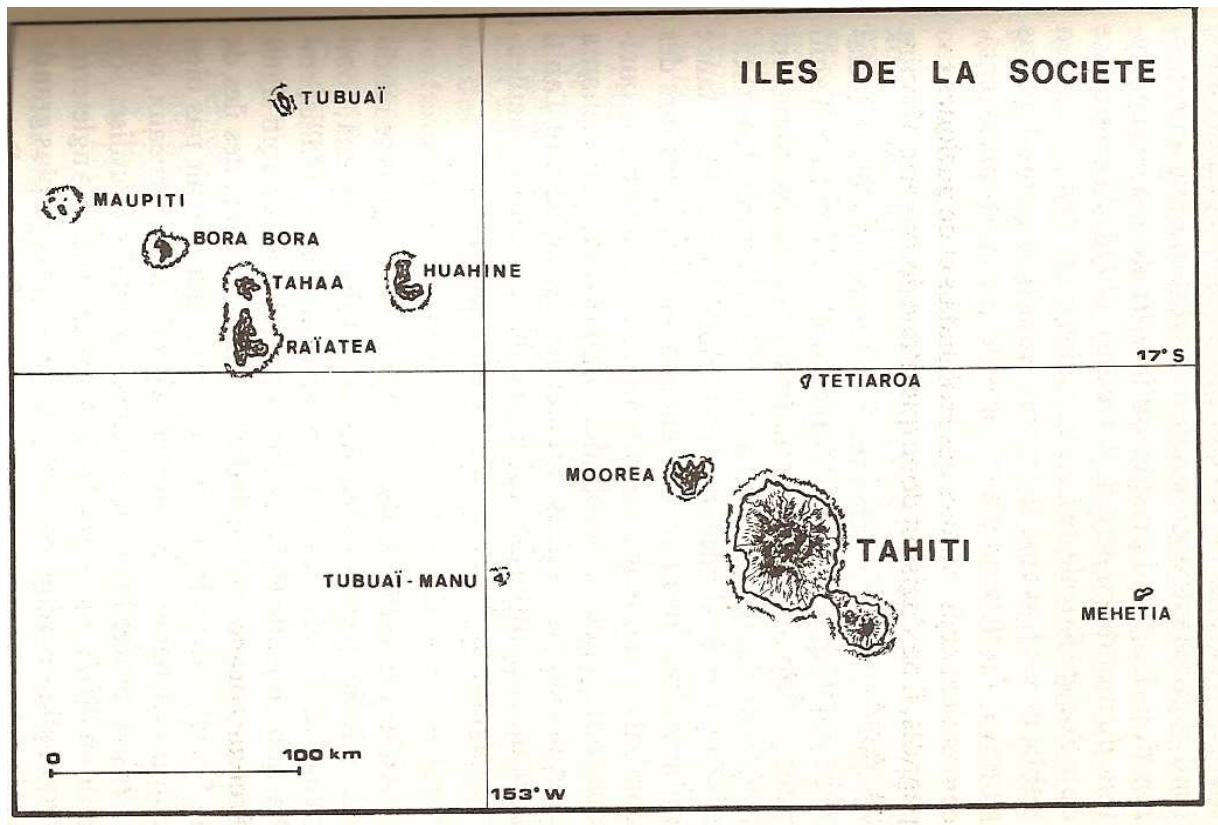 ILES DE LA SOCIETE
TUBUAÏ
MAUPITI
BORA BORA
TAHAA
HUAHINE
RAÏATEA
17° S
TETIAROA
MOOREA
TAHITI
TUBUAÏ - MANU
MEHETIA
0 100 km
153° W